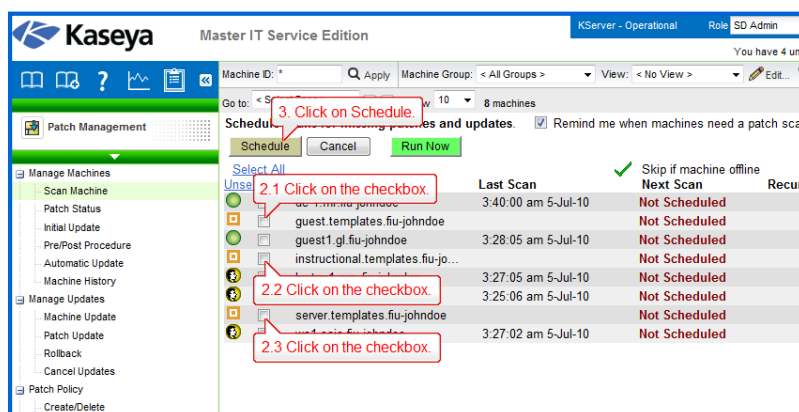 Kaseya
Master IT Service Edition
KServer - Operational
Role SD Admin
You have 4 un
Machine ID: *
Apply
Machine Group: < All Groups >
View: < No View >
Edit...
Go to:
10
8 machines
3. Click on Schedule.
missing patches and updates.
Remind me when machines need a patch sca
Schedule
Cancel
Run Now
Select All
Skip if machine offline
Last Scan
Next Scan
Recu
2.1 Click on the checkbox.
3:40:00 am 5-Jul-10
Not Scheduled
guest.templates.fiu-johndoe
Not Scheduled
guest1.gl.fiu-johndoe
3:28:05 am 5-Jul-10
Not Scheduled
instructional.templates.fiu-jo...
Not Scheduled
3:27:05 am 5-Jul-10
Not Scheduled
2.2 Click on the checkbox.
3:25:06 am 5-Jul-10
Not Scheduled
server.templates.fiu-johndoe
Not Scheduled
3:27:02 am 5-Jul-10
Not Scheduled
2.3 Click on the checkbox.
Patch Management
Manage Machines
Scan Machine
Patch Status
Initial Update
Pre/Post Procedure
Automatic Update
Machine History
Manage Updates
Machine Update
Patch Update
Rollback
Cancel Updates
Patch Policy
Create/Delete